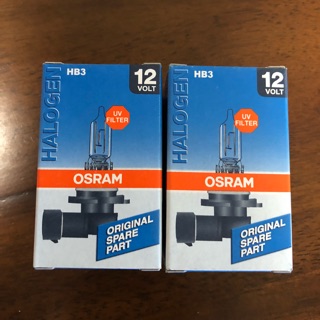 HALOGEN
HB3
12
VOLT
UV
FILTER
OSRAM
ORIGINAL
SPARE
PART
HALOGEN
HB3
12
VOLT
UV
FILTER
OSRAM
ORIGINAL
SPARE
PART